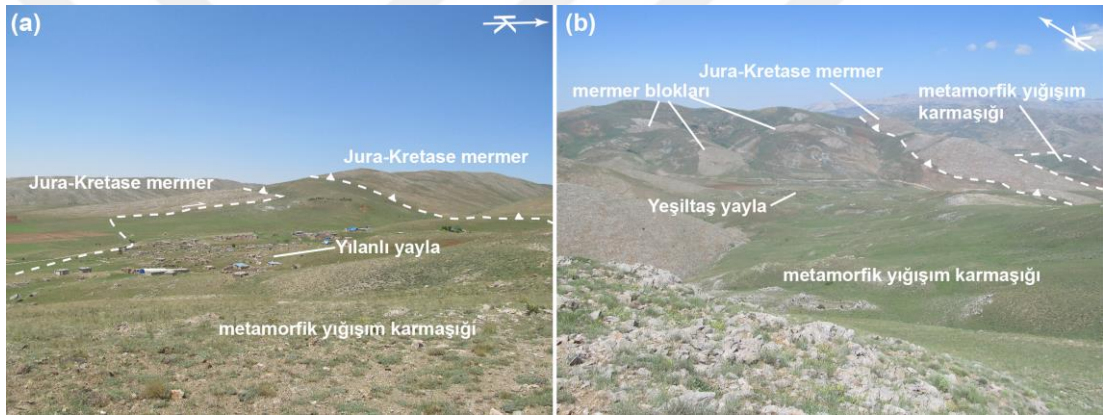 (a)
K
Jura-Kretase mermer
Jura-Kretase mermer
Yılanlı yayla
metamorfik yığışım karmaşıği
(b)
K
Jura-Kretase mermer
mermer blokları
metamorfik yığışım
karmaşığı
Yeşiltaş yayla
metamorfik yığışım karmaşığı